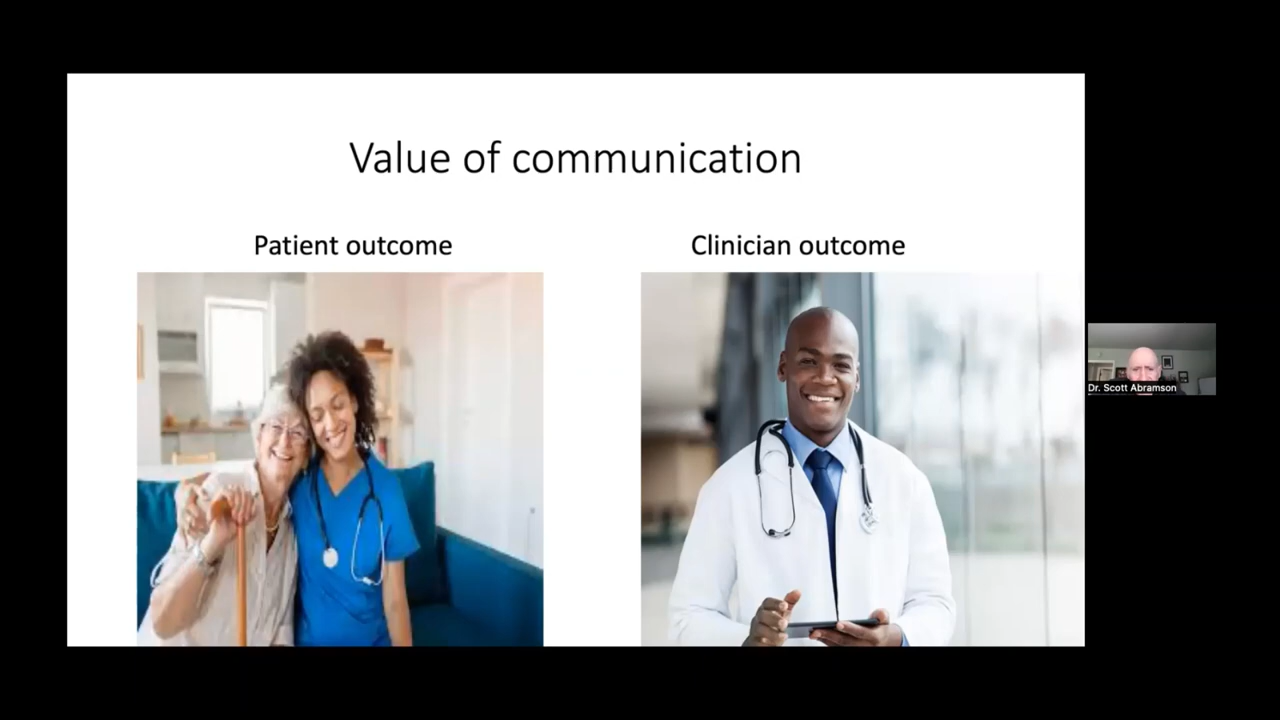 Value of communication
Patient outcome
Clinician outcome
Dr. Scott Abramson